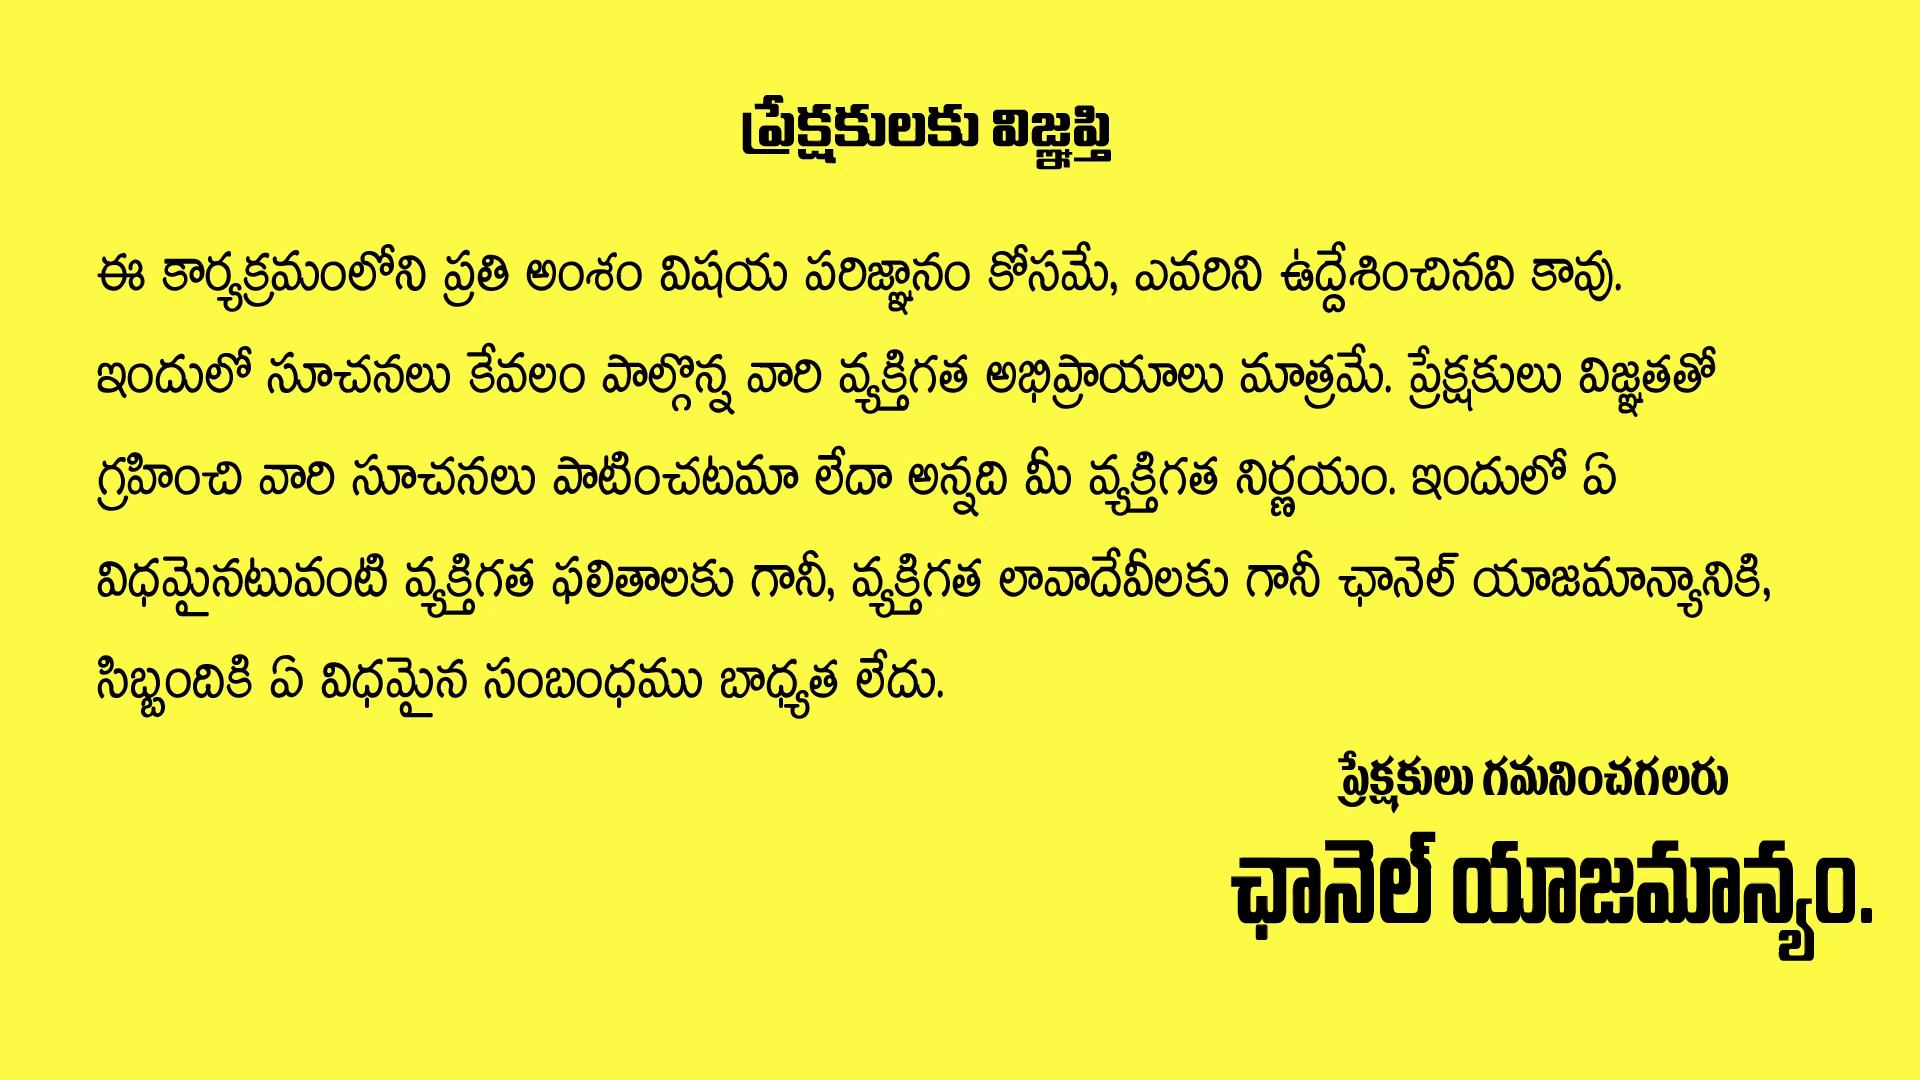 ప్రేక్షకులకు విజ్ఞప్తి
ఈ కార్యక్రమంలోని ప్రతి అంశం విషయ పరిజ్ఞానం కోసమే, ఎవరిని ఉద్దేశించినవి కావు.
ఇందులో సూచనలు కేవలం పాల్గొన్న వారి వ్యక్తిగత అభిప్రాయాలు మాత్రమే. ప్రేక్షకులు విజ్ఞతతో
గ్రహించి వారి సూచనలు పాటించటమా లేదా అన్నది మీ వ్యక్తిగత నిర్ణయం. ఇందులో ఏ
విధమైనటువంటి వ్యక్తిగత ఫలితాలకు గానీ, వ్యక్తిగత లావాదేవీలకు గానీ ఛానెల్ యాజమాన్యానికి,
సిబ్బందికి ఏ విధమైన సంబంధము బాధ్యత లేదు.
ప్రేక్షకులు గమనించగలరు
ఛానెల్ యాజమాన్యం.